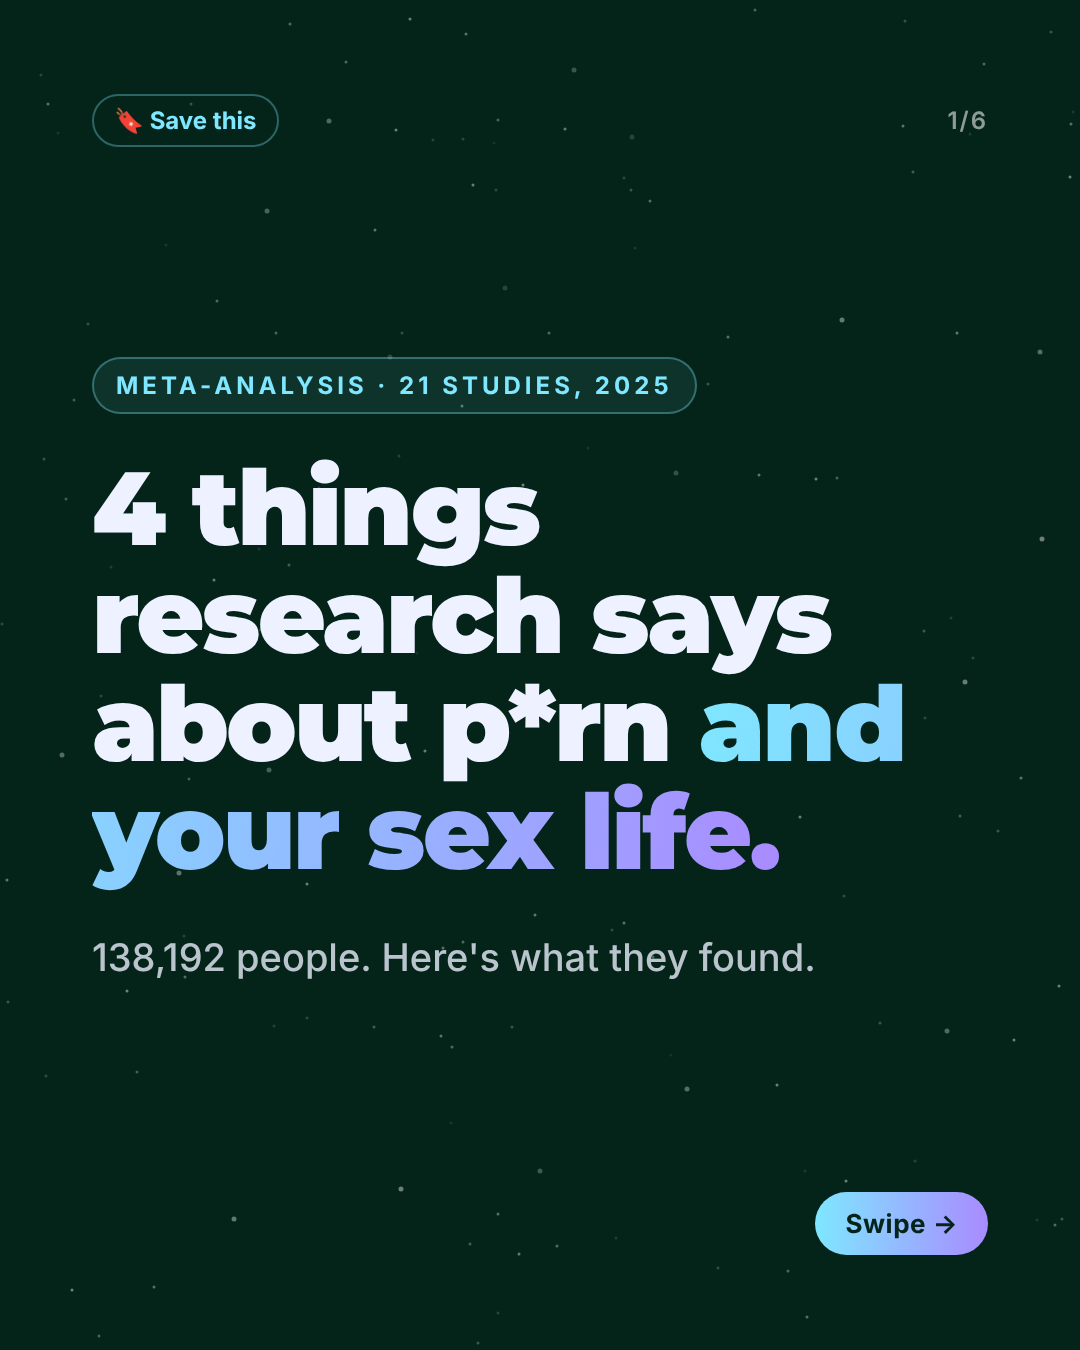 🔖 Save this
1/6
META-ANALYSIS · 21 STUDIES, 2025
4 things
research says
about p*rn and
your sex life.
138,192 people. Here's what they found.
Swipe →